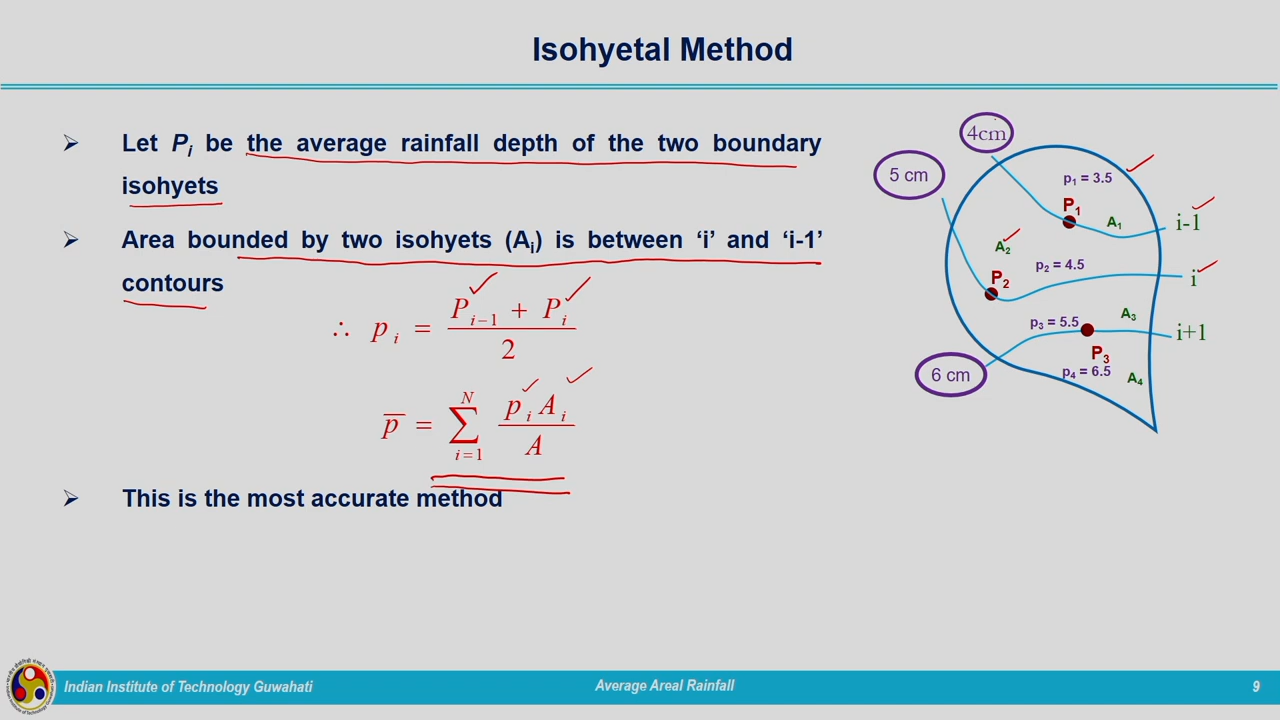 Isohyetal Method
➢ Let Pi be the average rainfall depth of the two boundary
isohyets
➢ Area bounded by two isohyets (Ai) is between ‘i’ and ‘i-1’
contours
∴ p i = (P i−1 + P i) / 2
p̅ = ∑ i=1 N (p i A i) / A
➢ This is the most accurate method
4cm
5 cm
p1 = 3.5
P1
A1
i-1
A2
p2 = 4.5
P2
i
A3
p3 = 5.5
i+1
P3
6 cm
p4 = 6.5
A4
Indian Institute of Technology Guwahati
Average Areal Rainfall
9